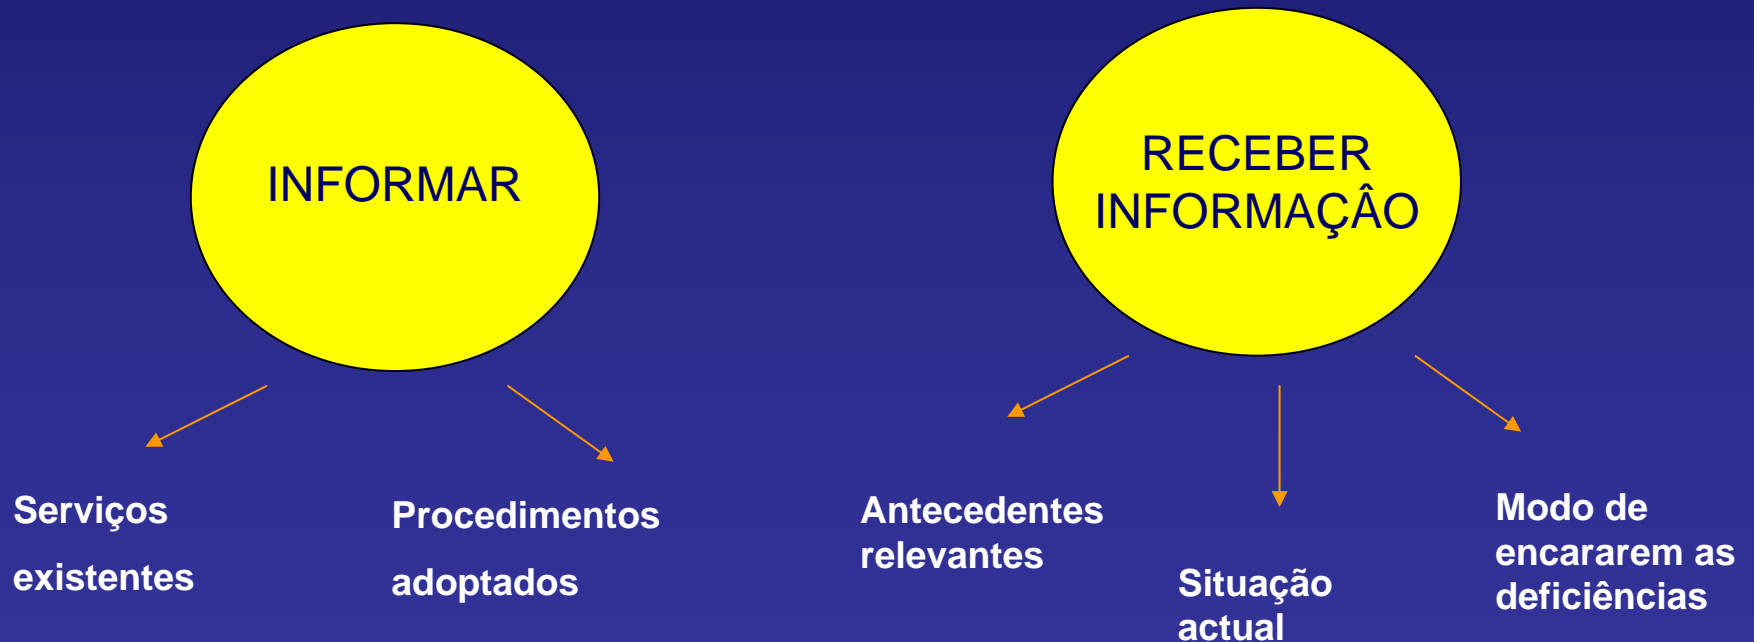 INFORMAR
RECEBER
INFORMAÇÂO
Serviços
existentes
Procedimentos
adoptados
Antecedentes
relevantes
Situação
actual
Modo de
encararem as
deficiências